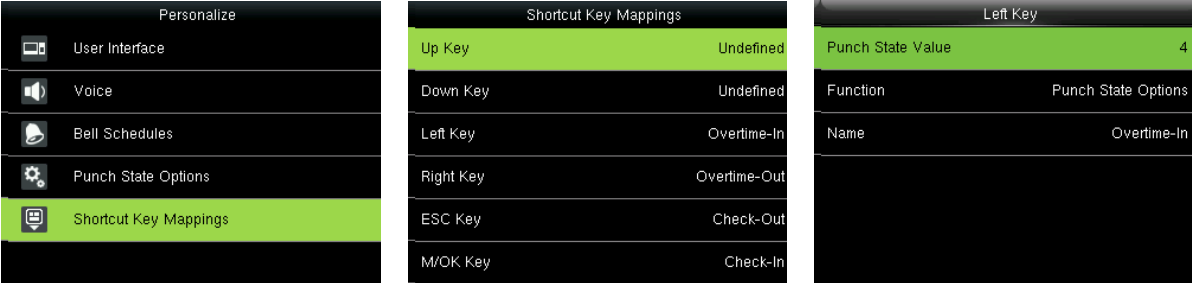 Personalize
User Interface
Voice
Bell Schedules
Punch State Options
Shortcut Key Mappings
Shortcut Key Mappings
Up Key Undefined
Down Key Undefined
Left Key Overtime-In
Right Key Overtime-Out
ESC Key Check-Out
M/OK Key Check-In
Left Key
Punch State Value 4
Function Punch State Options
Name Overtime-In